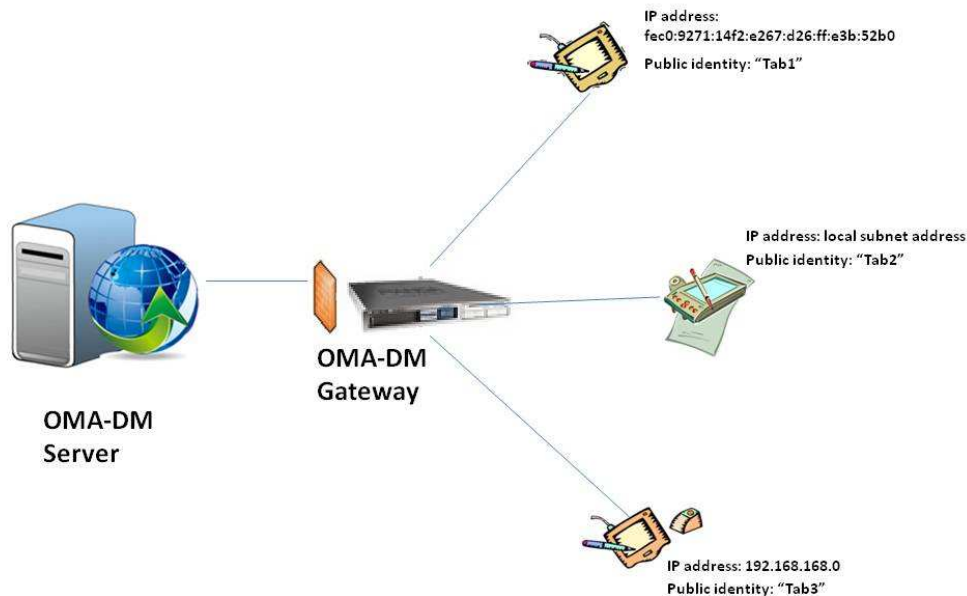 IP address:
fec0:9271:14f2:e267:d26:ff:e3b:52b0
Public identity: “Tab1”
IP address: local subnet address
Public identity: “Tab2”
OMA-DM
Gateway
OMA-DM
Server
IP address: 192.168.168.0
Public identity: “Tab3”